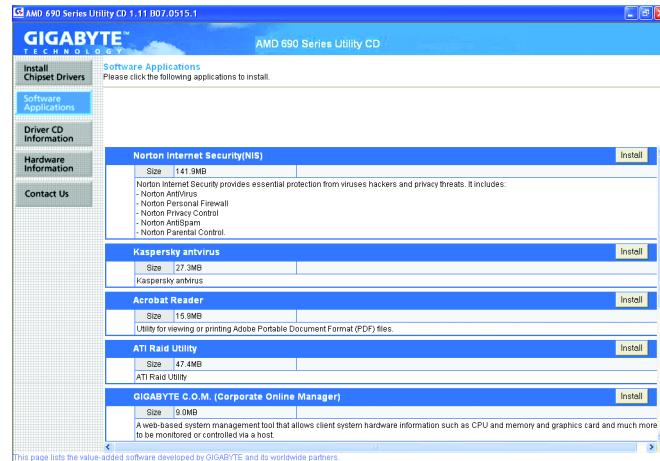 AMD 690 Series Utility CD 1.11 B07.0515.1
GIGABYTE™
TECHNOLOGY
AMD 690 Series Utility CD
Install
Chipset Drivers
Software
Applications
Driver CD
Information
Hardware
Information
Contact Us
Software Applications
Please click the following applications to install.
Norton Internet Security(NIS)
Install
Size 141.9MB
Norton Internet Security provides essential protection from viruses hackers and privacy threats. It includes:
- Norton AntiVirus
- Norton Personal Firewall
- Norton Privacy Control
- Norton AntiSpam
- Norton Parental Control.
Kaspersky antvirus
Install
Size 27.3MB
Kaspersky antvirus
Acrobat Reader
Install
Size 15.9MB
Utility for viewing or printing Adobe Portable Document Format (PDF) files.
ATI Raid Utility
Install
Size 47.4MB
ATI Raid Utility
GIGABYTE C.O.M. (Corporate Online Manager)
Install
Size 9.0MB
A web-based system management tool that allows client system hardware information such as CPU and memory and graphics card and much more
to be monitored or controlled via a host.
This page lists the value-added software developed by GIGABYTE and its worldwide partners.